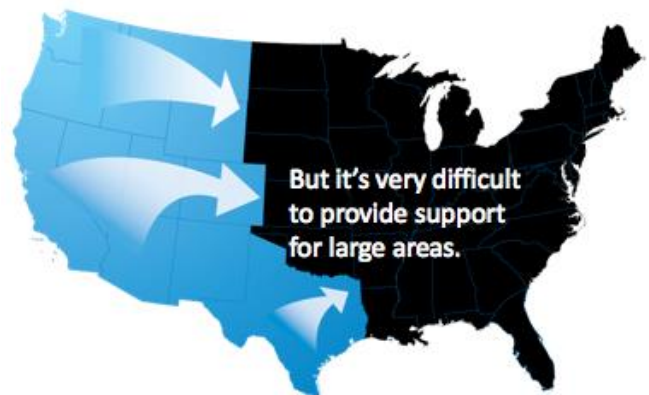 But it's very difficult
to provide support
for large areas.